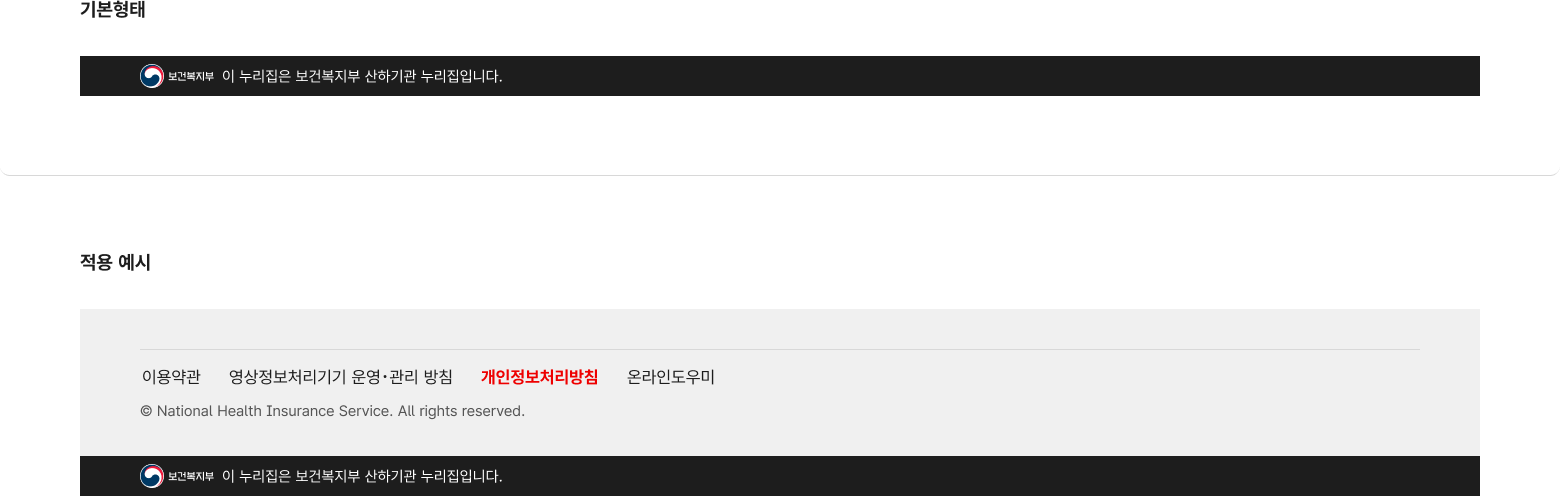 기본형태
보건복지부 이 누리집은 보건복지부 산하기관 누리집입니다.
적용 예시
이용약관 영상정보처리기기 운영·관리 방침 개인정보처리방침 온라인도우미
© National Health Insurance Service. All rights reserved.
보건복지부 이 누리집은 보건복지부 산하기관 누리집입니다.